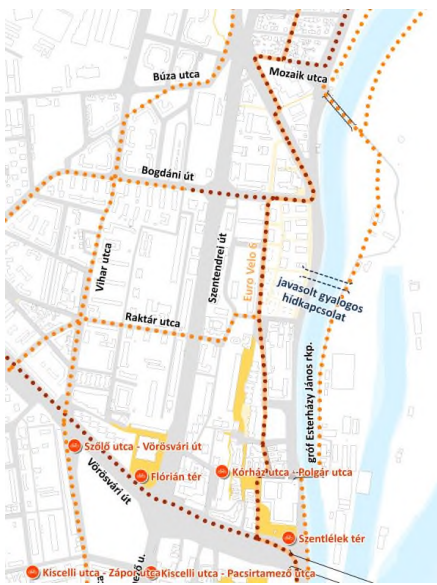 Mozaik utca
Búza utca
Bogdáni út
Vihar utca
Szentendrei út
Euro Velo 6
javasolt gyalogos
hídkapcsolat
Raktár utca
gróf Esterházy János rkp.
Szőlő utca - Vörösvári út
Vörösvári út
Flórián tér
Kórház utca - Polgár utca
Szentlélek tér
Kiscelli utca - Zápor utca
Kiscelli utca - Pacsirtamező utca